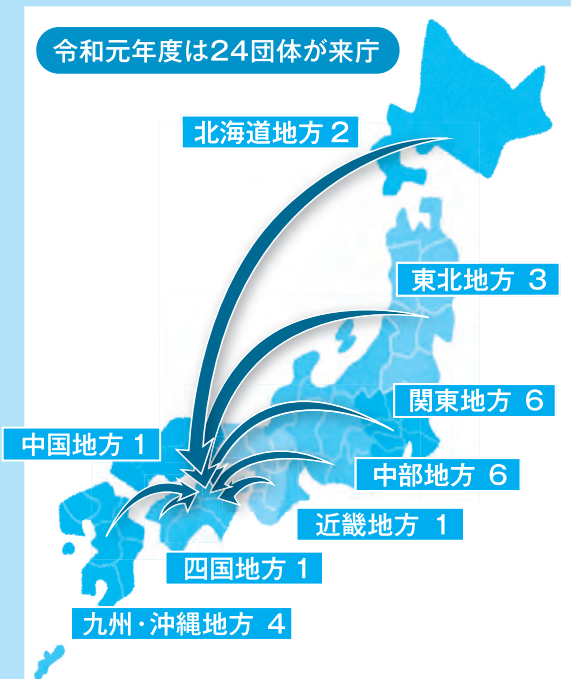 令和元年度は24団体が来庁
北海道地方 2
東北地方 3
関東地方 6
中国地方 1
中部地方 6
近畿地方 1
四国地方 1
九州・沖縄地方 4